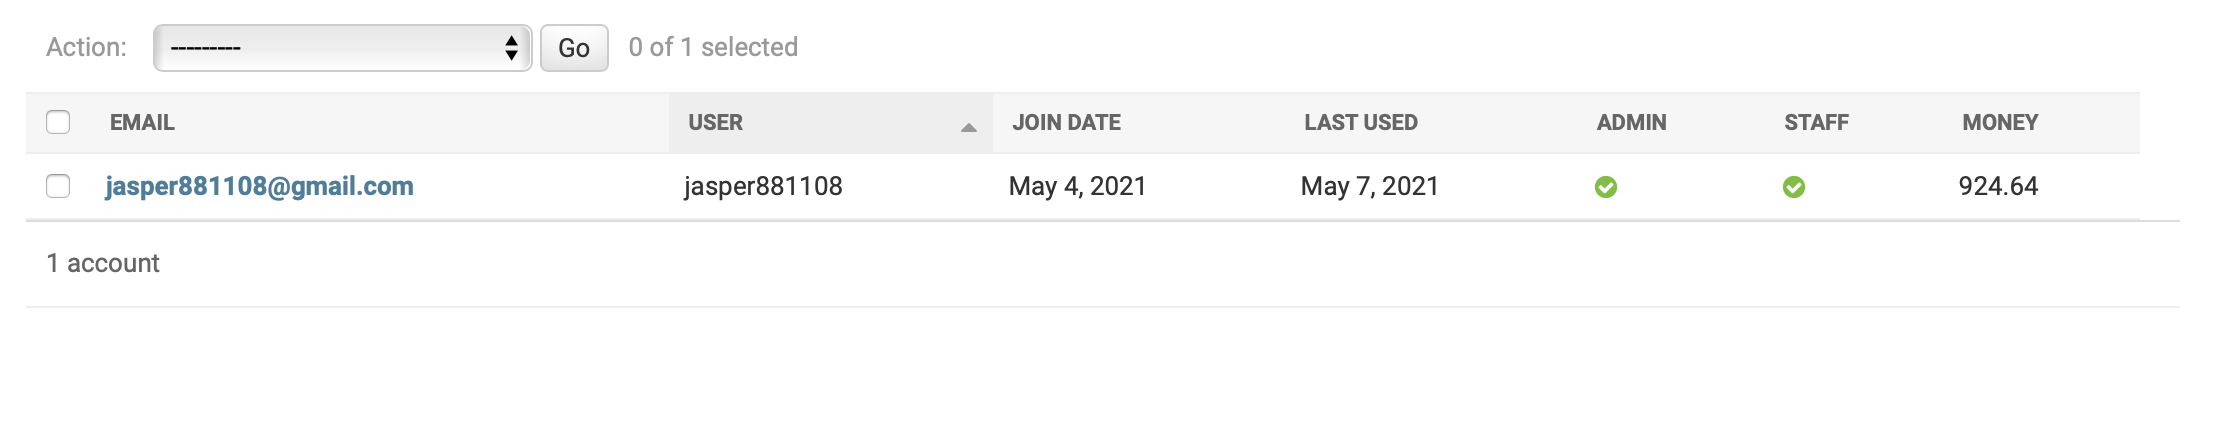 Action: --------- Go 0 of 1 selected
EMAIL USER JOIN DATE LAST USED ADMIN STAFF MONEY
jasper881108@gmail.com jasper881108 May 4, 2021 May 7, 2021 924.64
1 account